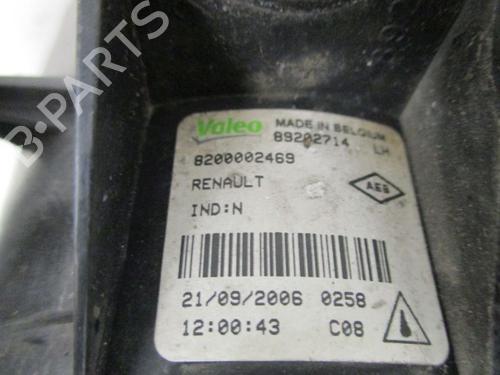 B-PARTS
Valeo MADE IN BELGIUM
89202714 LH
8200002469
RENAULT
AES
IND:N
21/09/2006 0258
12:00:43 C08